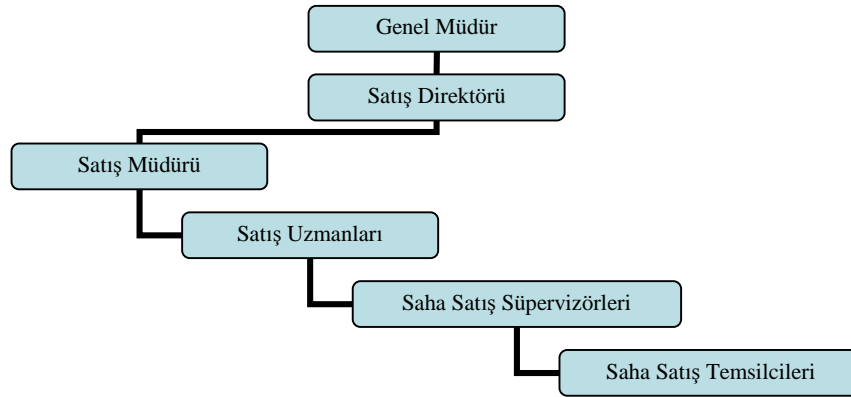 Genel Müdür
Satış Direktörü
Satış Müdürü
Satış Uzmanları
Saha Satış Süpervizörleri
Saha Satış Temsilcileri